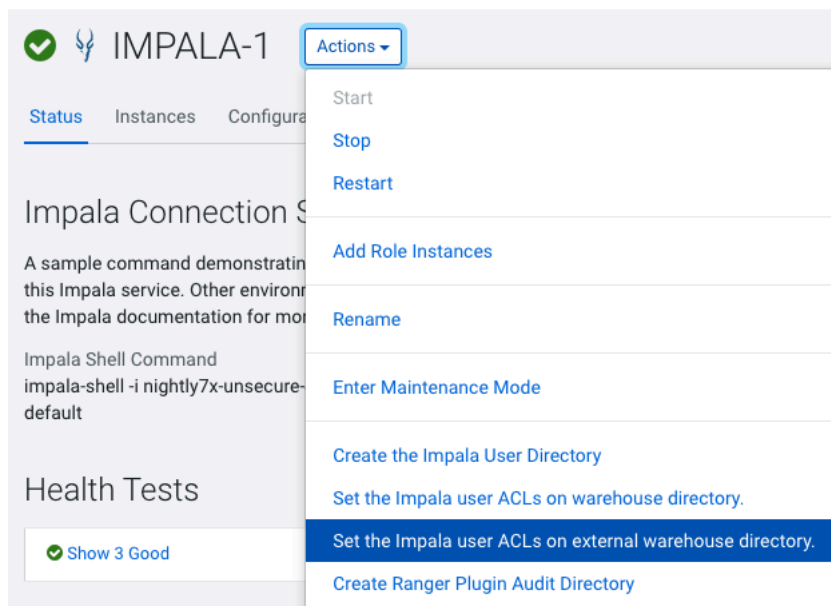 IMPALA-1
Actions
Status Instances Configura
Start
Stop
Restart
Add Role Instances
Rename
Enter Maintenance Mode
Create the Impala User Directory
Set the Impala user ACLs on warehouse directory.
Set the Impala user ACLs on external warehouse directory.
Create Ranger Plugin Audit Directory
Impala Connection S
A sample command demonstratin
this Impala service. Other environ
the Impala documentation for mo
Impala Shell Command
impala-shell -i nightly7x-unsecure-
default
Health Tests
Show 3 Good